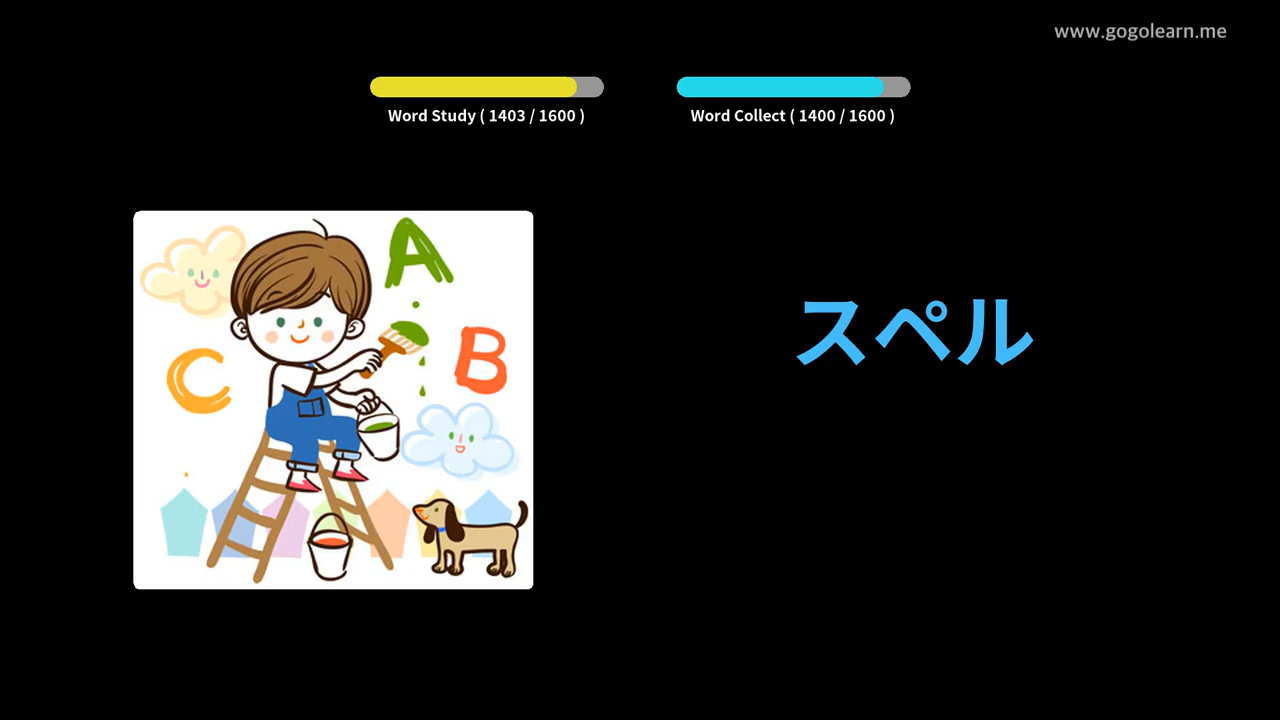 www.gogolearn.me
Word Study ( 1403 / 1600 )
Word Collect ( 1400 / 1600 )
A
B
C
スペル